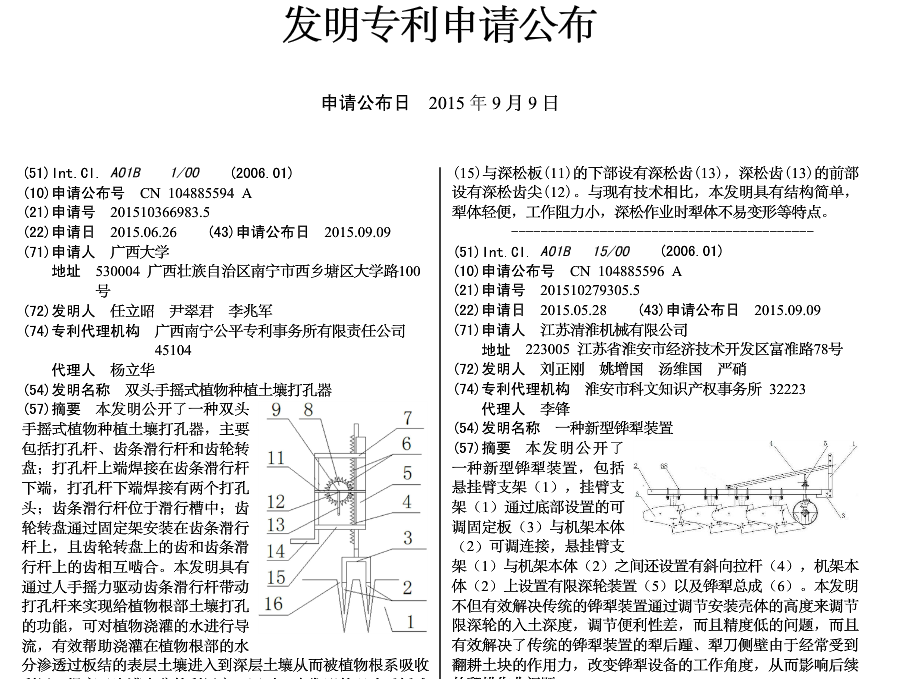 发明专利申请公布
申请公布日 2015 年 9 月 9 日
(51)Int.Cl. A01B 1/00 (2006.01)
(10)申请公布号 CN 104885594 A
(21)申请号 201510366983.5
(22)申请日 2015.06.26 (43)申请公布日 2015.09.09
(71)申请人 广西大学
地址 530004 广西壮族自治区南宁市西乡塘区大学路100
号
(72)发明人 任立昭 尹翠君 李兆军
(74)专利代理机构 广西南宁公平专利事务所有限责任公司
45104
代理人 杨立华
(54)发明名称 双头手摇式植物种植土壤打孔器
(57)摘要 本发明公开了一种双头
手摇式植物种植土壤打孔器，主要
包括打孔杆、齿条滑行杆和齿轮转
盘；打孔杆上端焊接在齿条滑行杆
下端，打孔杆下端焊接有两个打孔
头；齿条滑行杆位于滑行槽中；齿
轮转盘通过固定架安装在齿条滑行
杆上，且齿轮转盘上的齿和齿条滑
行杆上的齿相互啮合。本发明具有
通过人手摇力驱动齿条滑行杆带动
打孔杆来实现给植物根部土壤打孔
的功能，可对植物浇灌的水进行导
流，有效帮助浇灌在植物根部的水
分渗透过板结的表层土壤进入到深层土壤从而被植物根系吸收
9 8
7
6
11
5
12
4
13
14
3
15
2
16
1
(15)与深松板(11)的下部设有深松齿(13)，深松齿(13)的前部
设有深松齿尖(12)。与现有技术相比，本发明具有结构简单，
犁体轻便，工作阻力小，深松作业时犁体不易变形等特点。
(51)Int.Cl. A01B 15/00 (2006.01)
(10)申请公布号 CN 104885596 A
(21)申请号 201510279305.5
(22)申请日 2015.05.28 (43)申请公布日 2015.09.09
(71)申请人 江苏清淮机械有限公司
地址 223005 江苏省淮安市经济技术开发区富准路78号
(72)发明人 刘正刚 姚增国 汤维国 严硝
(74)专利代理机构 淮安市科文知识产权事务所 32223
代理人 李锋
(54)发明名称 一种新型铧犁装置
(57)摘要 本发明公开了
一种新型铧犁装置，包括
悬挂臂支架（1），挂臂支
架（1）通过底部设置的可
调固定板（3）与机架本体
（2）可调连接，悬挂臂支
架（1）与机架本体（2）之间还设置有斜向拉杆（4），机架本
体（2）上设置有限深轮装置（5）以及铧犁总成（6）。本发明
不但有效解决传统的铧犁装置通过调节安装壳体的高度来调节
限深轮的入土深度，调节便利性差，而且精度低的问题，而且
有效解决了传统的铧犁装置的犁后踵、犁刀侧壁由于经常受到
翻耕土块的作用力，改变铧犁设备的工作角度，从而影响后续